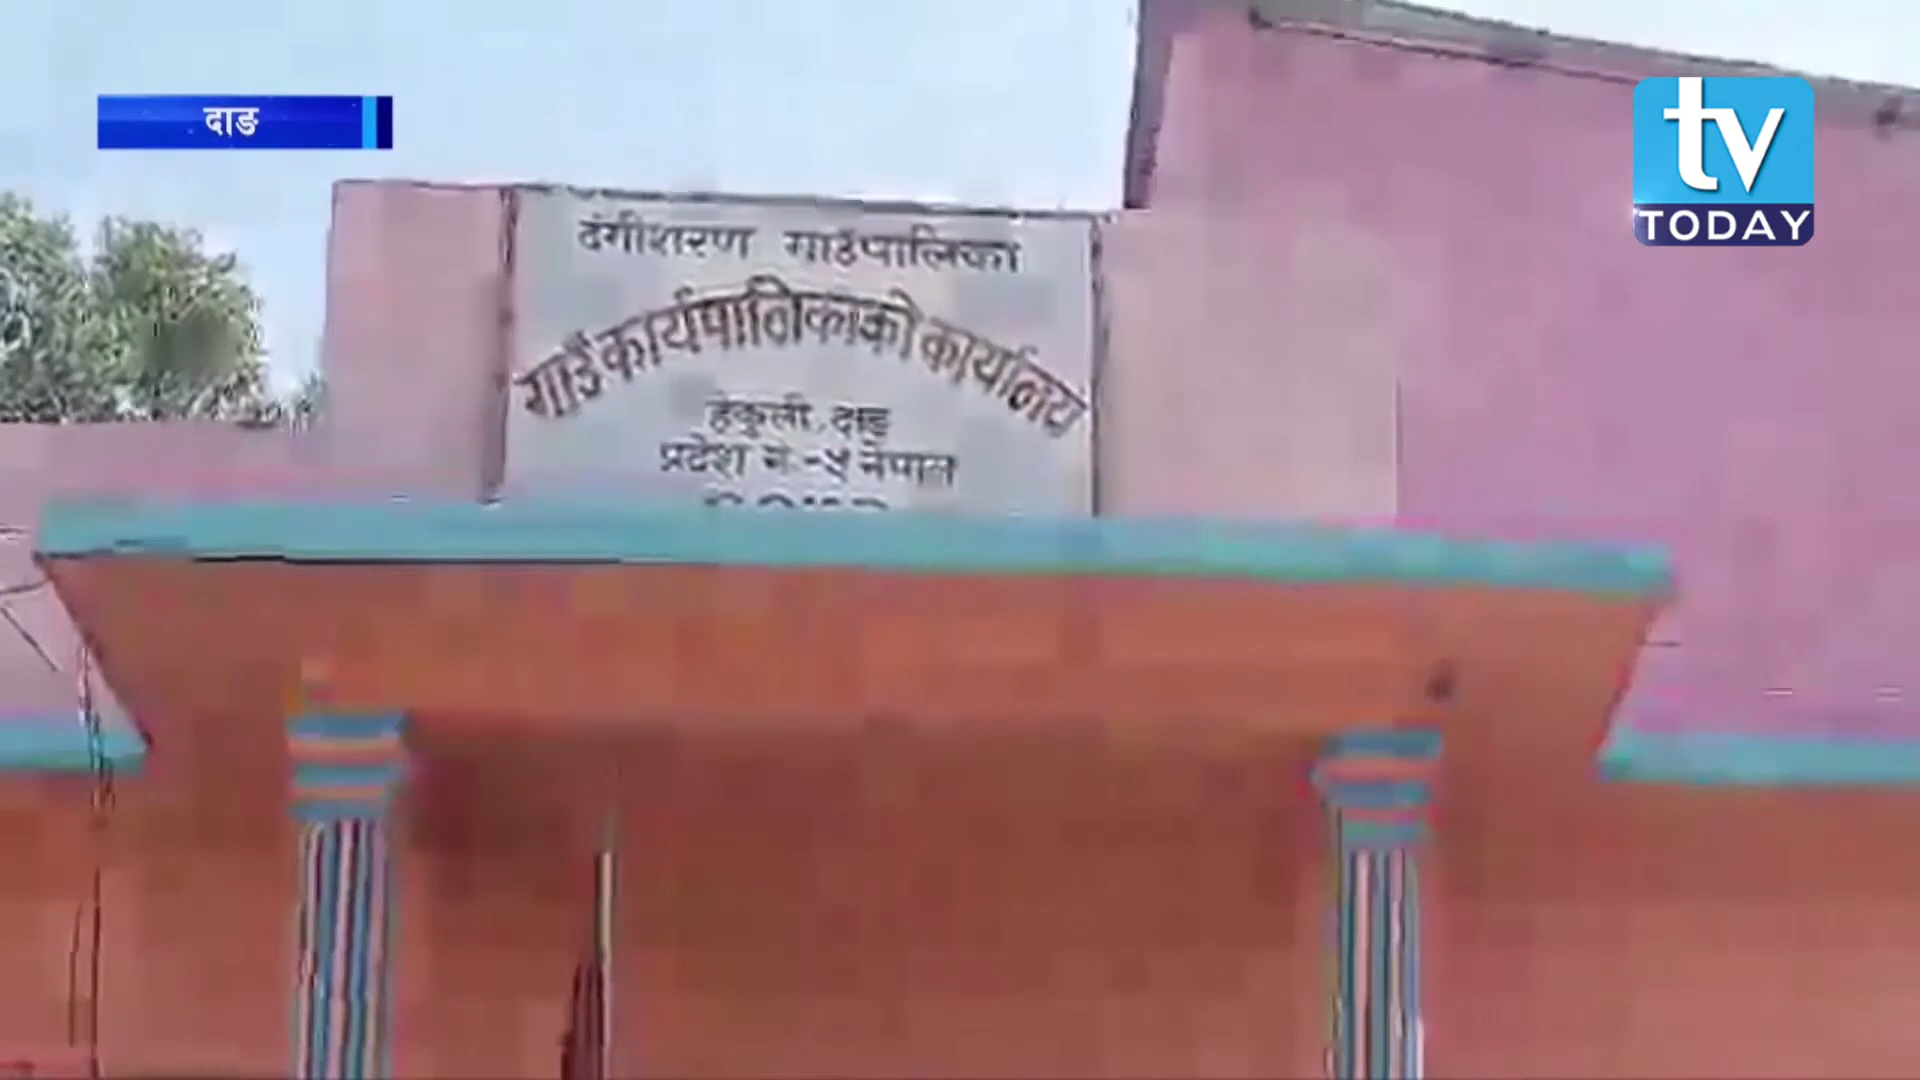 दाङ
tv
TODAY
दंगीशरण गाउँपालिका
गाउँकार्यपालिकाको कार्यालय
हेकुली, दाङ
प्रदेश नं.-५ नेपाल